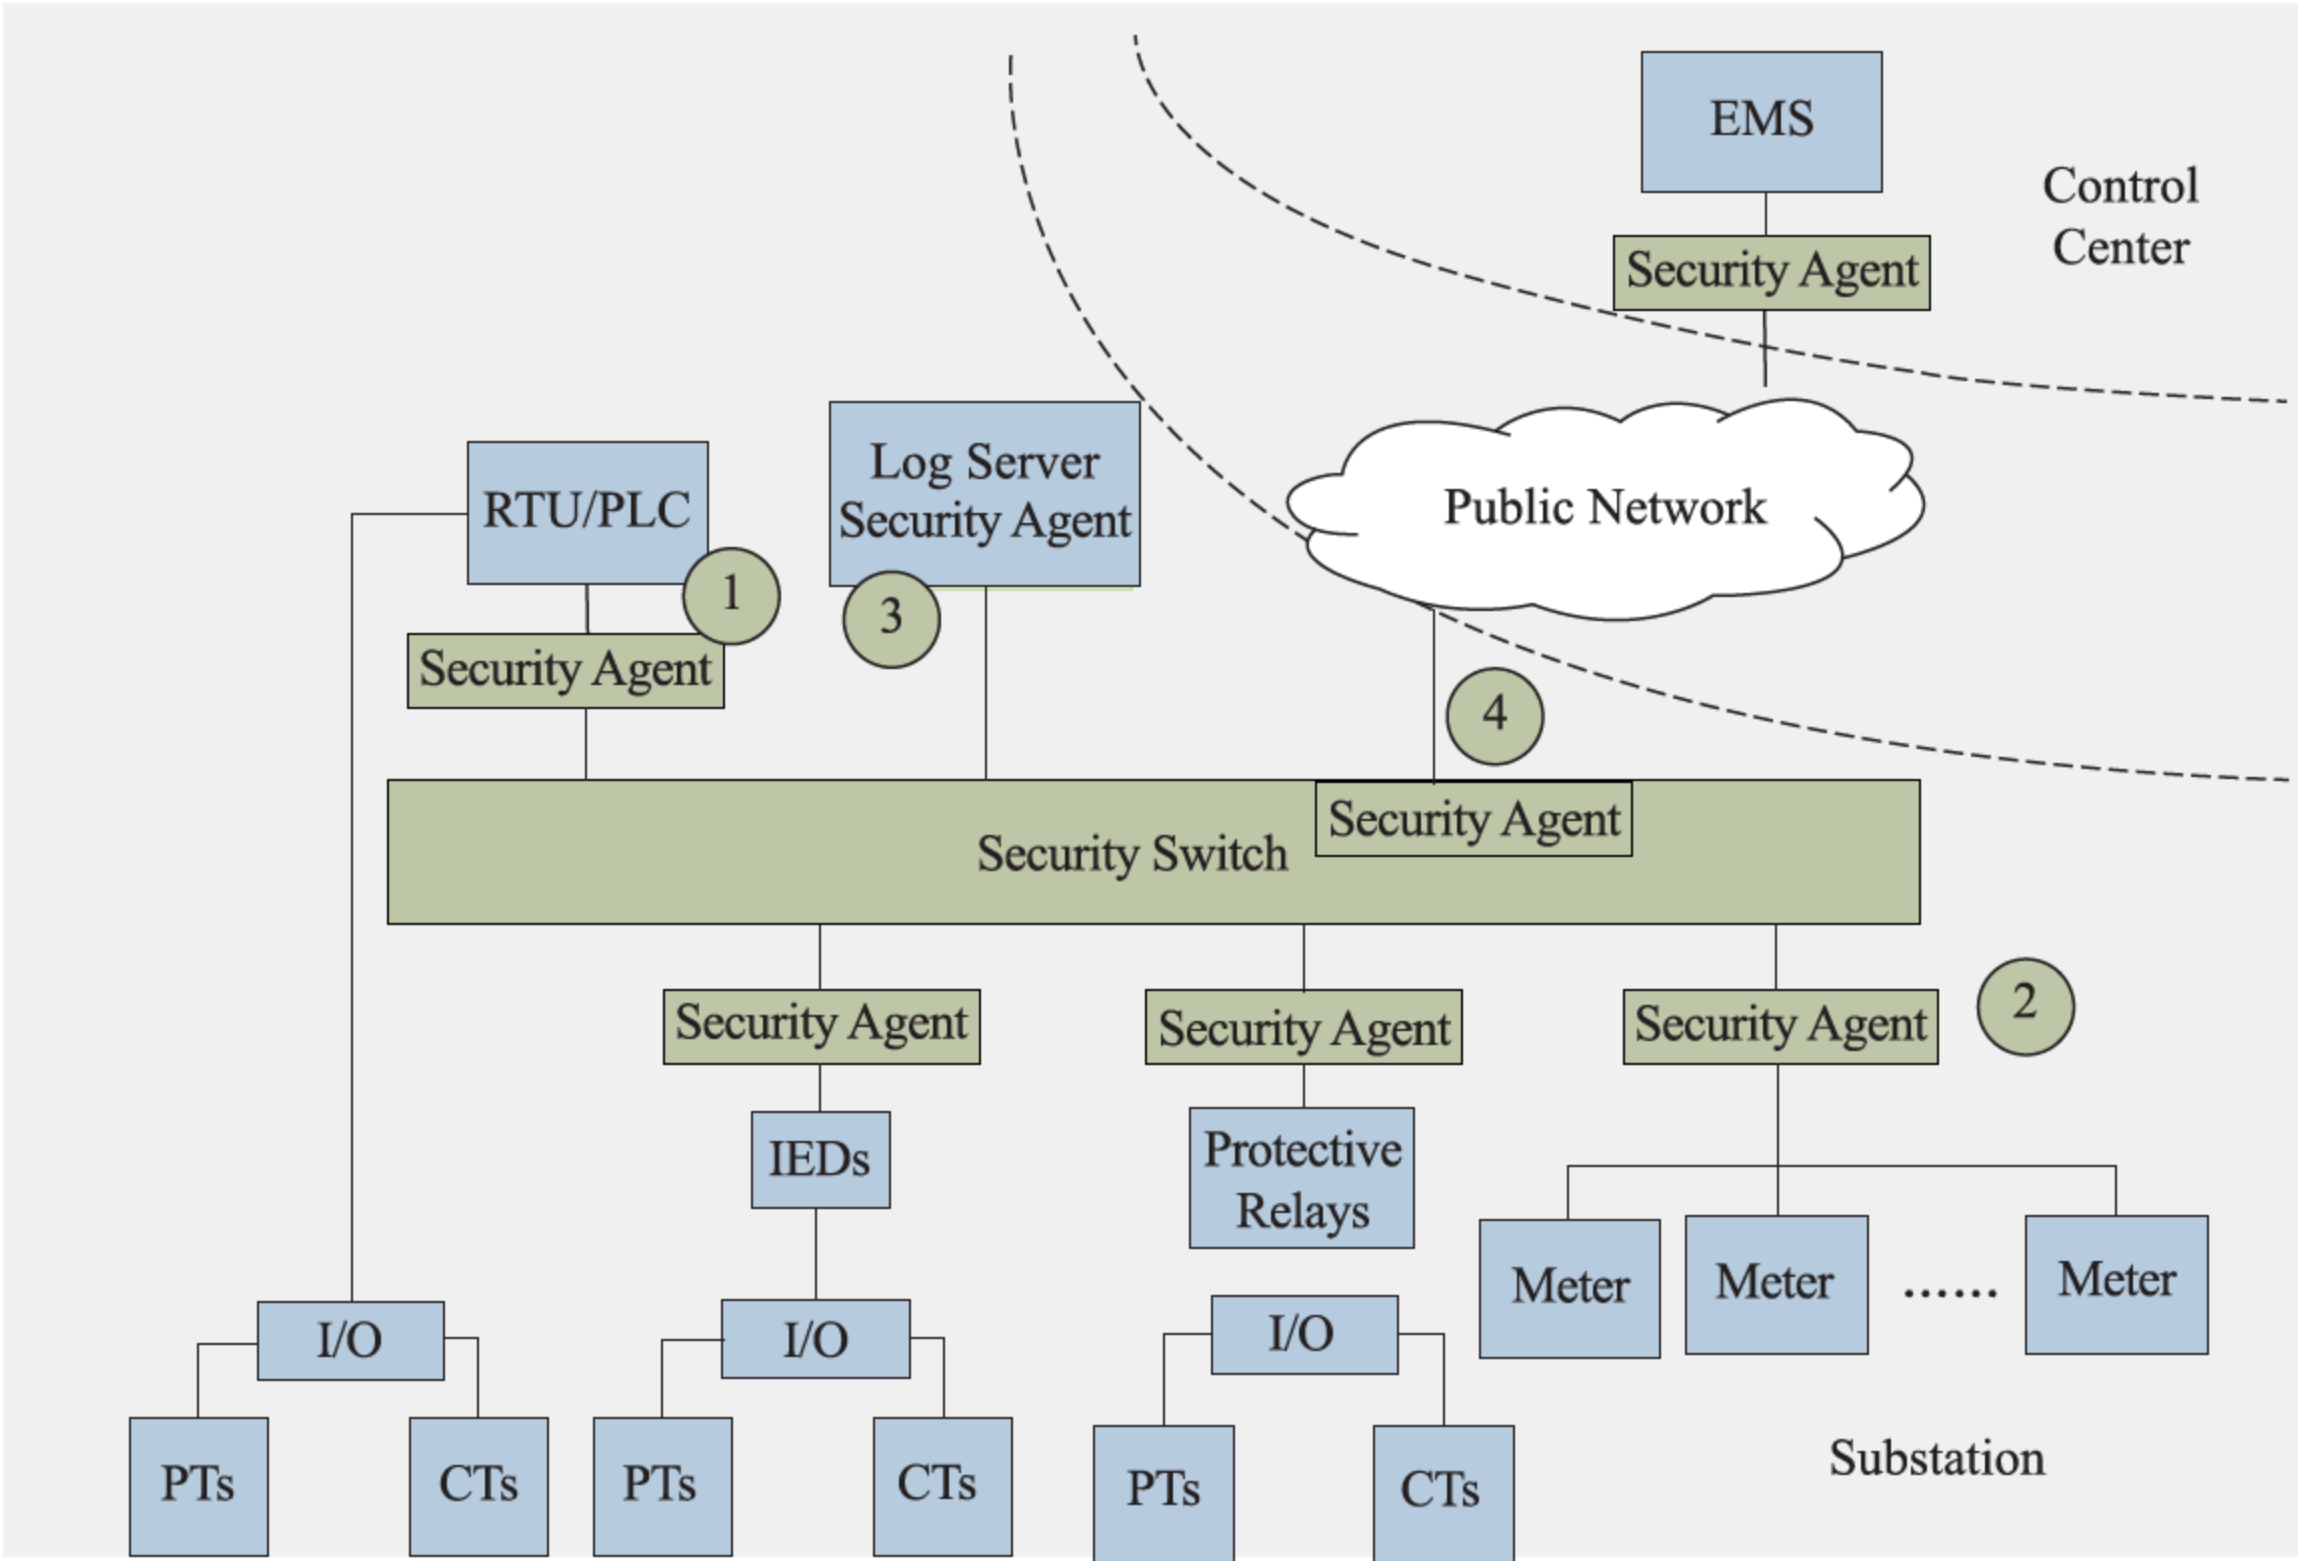 EMS
Control
Center
Security Agent
Log Server
Security Agent
RTU/PLC
Public Network
1
3
Security Agent
4
Security Agent
Security Switch
Security Agent
Security Agent
Security Agent
2
IEDs
Protective
Relays
Meter
Meter
......
Meter
I/O
I/O
I/O
PTs
CTs
PTs
CTs
PTs
CTs
Substation